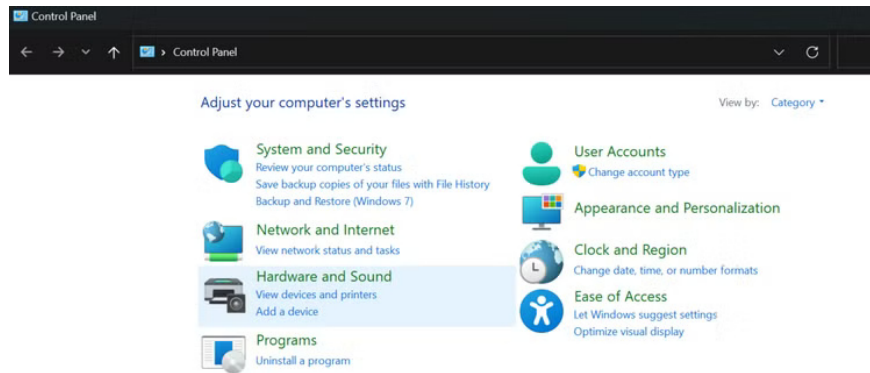 Control Panel
Control Panel
Adjust your computer's settings
View by: Category
System and Security
Review your computer's status
Save backup copies of your files with File History
Backup and Restore (Windows 7)
Network and Internet
View network status and tasks
Hardware and Sound
View devices and printers
Add a device
Programs
Uninstall a program
User Accounts
Change account type
Appearance and Personalization
Clock and Region
Change date, time, or number formats
Ease of Access
Let Windows suggest settings
Optimize visual display